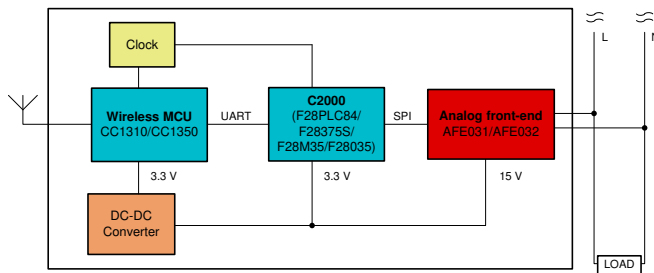 Clock
L
N
Wireless MCU
CC1310/CC1350
UART
C2000
(F28PLC84/
F28375S/
F28M35/F28035)
SPI
Analog front-end
AFE031/AFE032
3.3 V
3.3 V
15 V
DC-DC
Converter
LOAD